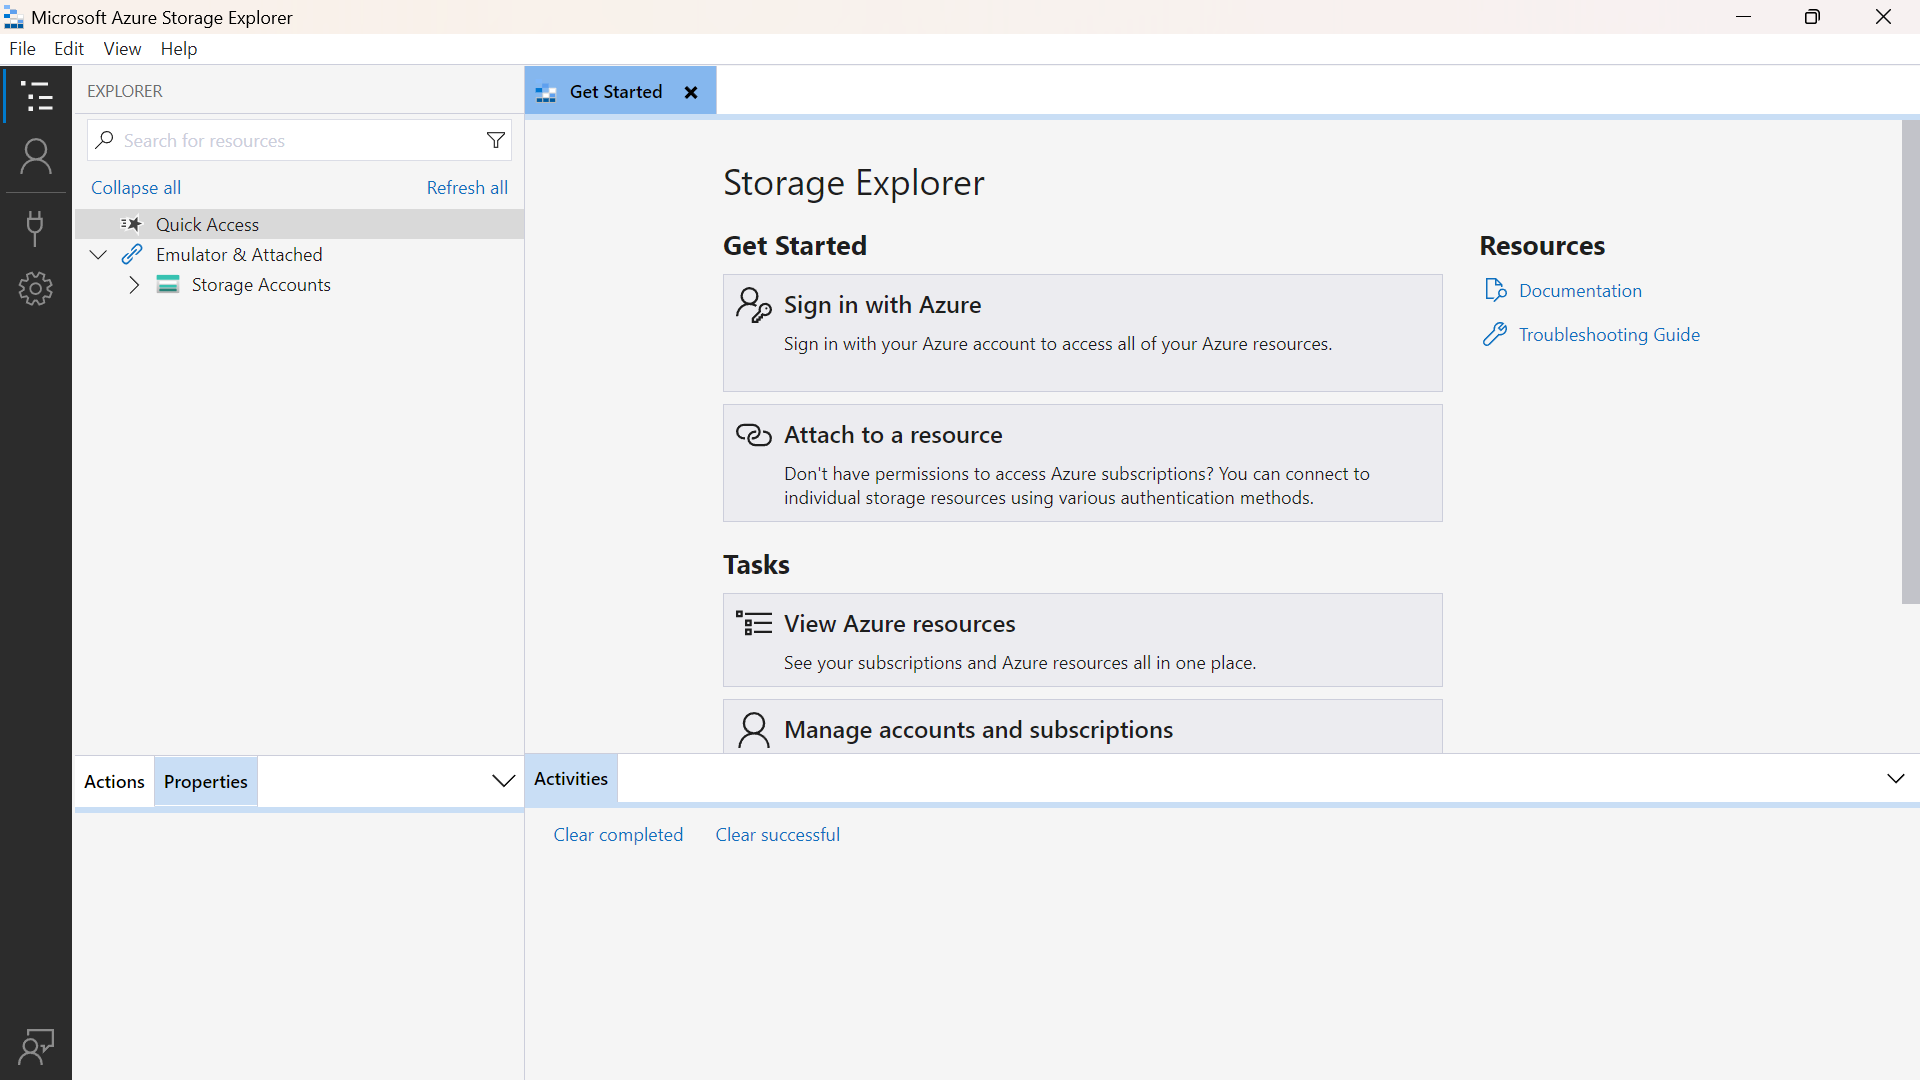 Microsoft Azure Storage Explorer
File Edit View Help
EXPLORER
Search for resources
Collapse all Refresh all
Quick Access
Emulator & Attached
Storage Accounts
Get Started
Storage Explorer
Get Started
Sign in with Azure
Sign in with your Azure account to access all of your Azure resources.
Attach to a resource
Don't have permissions to access Azure subscriptions? You can connect to
individual storage resources using various authentication methods.
Tasks
View Azure resources
See your subscriptions and Azure resources all in one place.
Manage accounts and subscriptions
Resources
Documentation
Troubleshooting Guide
Actions Properties
Activities
Clear completed Clear successful